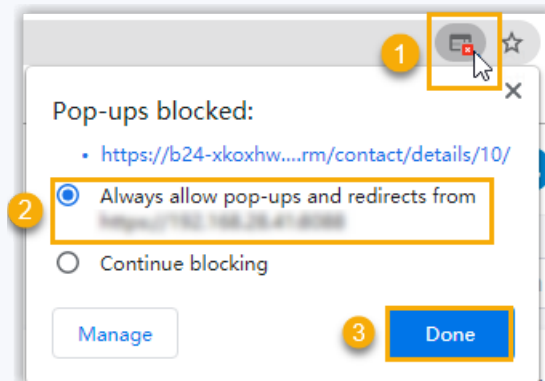 1
Pop-ups blocked:
• https://b24-xkoxhw....rm/contact/details/10/
2
Always allow pop-ups and redirects from
Continue blocking
Manage
3
Done